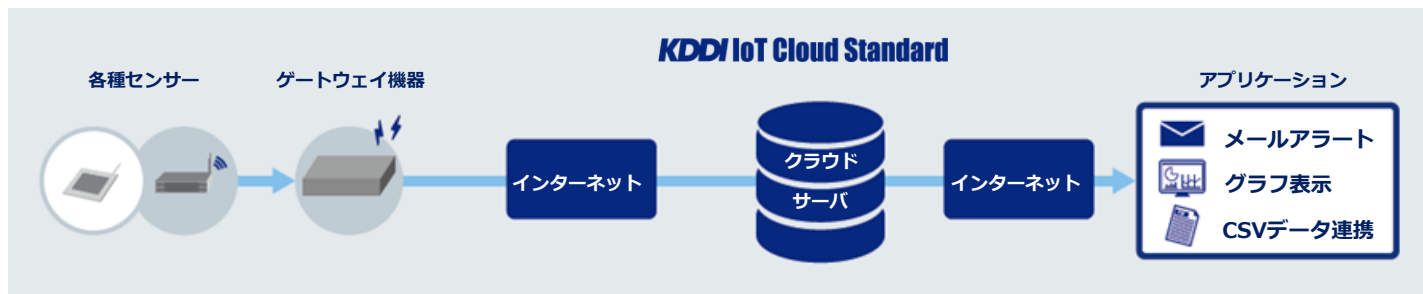 KDDI IoT Cloud Standard
各種センサー
ゲートウェイ機器
インターネット
クラウド
サーバ
インターネット
アプリケーション
メールアラート
グラフ表示
CSVデータ連携